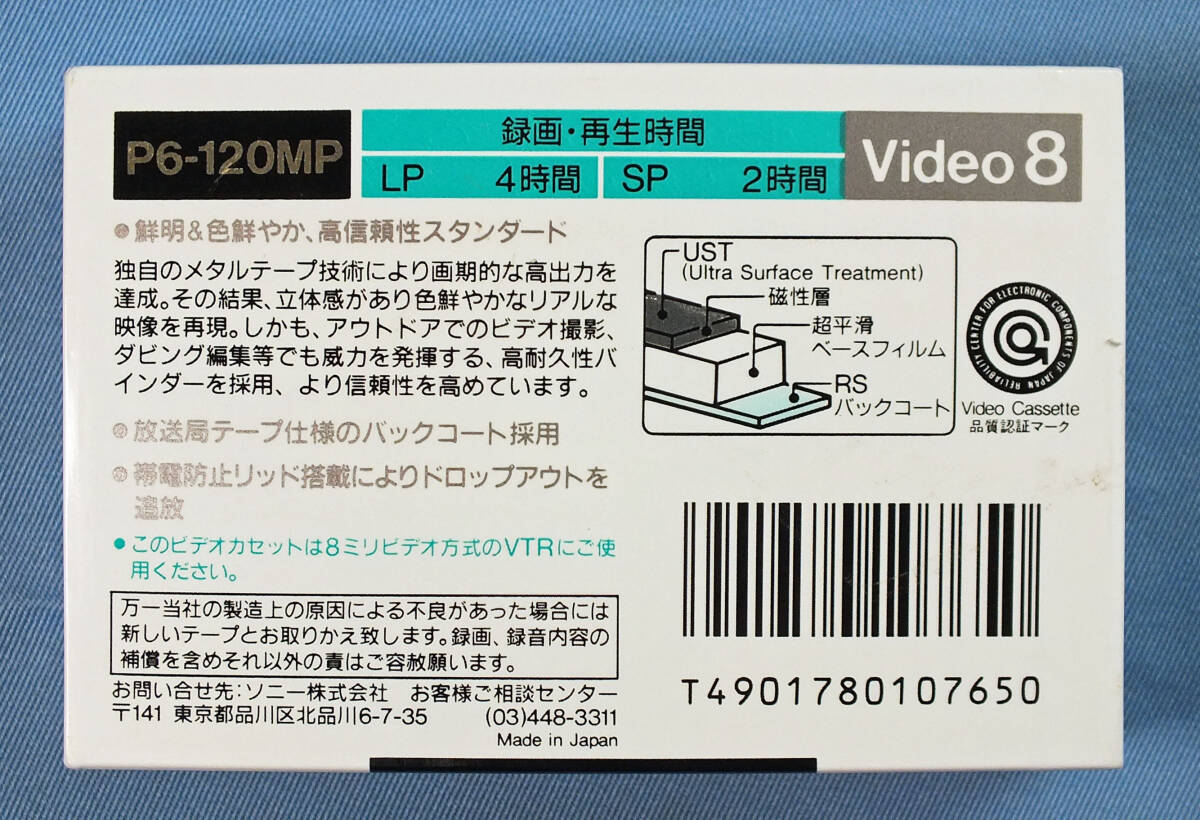 P6-120MP
録画・再生時間
LP 4時間 SP 2時間
Video 8
鮮明&色鮮やか、高信頼性スタンダード
独自のメタルテープ技術により画期的な高出力を
達成。その結果、立体感があり色鮮やかなリアルな
映像を再現。しかも、アウトドアでのビデオ撮影、
ダビング編集等でも威力を発揮する、高耐久性バ
インダーを採用、より信頼性を高めています。
放送局テープ仕様のバックコート採用
帯電防止リッド搭載によりドロップアウトを
追放
●このビデオカセットは8ミリビデオ方式のVTRにご使
用ください。
万一当社の製造上の原因による不良があった場合には
新しいテープとお取りかえ致します。録画、録音内容の
補償を含めそれ以外の責はご容赦願います。
お問い合せ先:ソニー株式会社 お客様ご相談センター
〒141 東京都品川区北品川6-7-35 (03)448-3311
Made in Japan
UST
(Ultra Surface Treatment)
磁性層
超平滑
ベースフィルム
RS
バックコート
RELIABILITY CENTER FOR ELECTRONIC COMPONENTS OF JAPAN
Video Cassette
品質認証マーク
T4901780107650